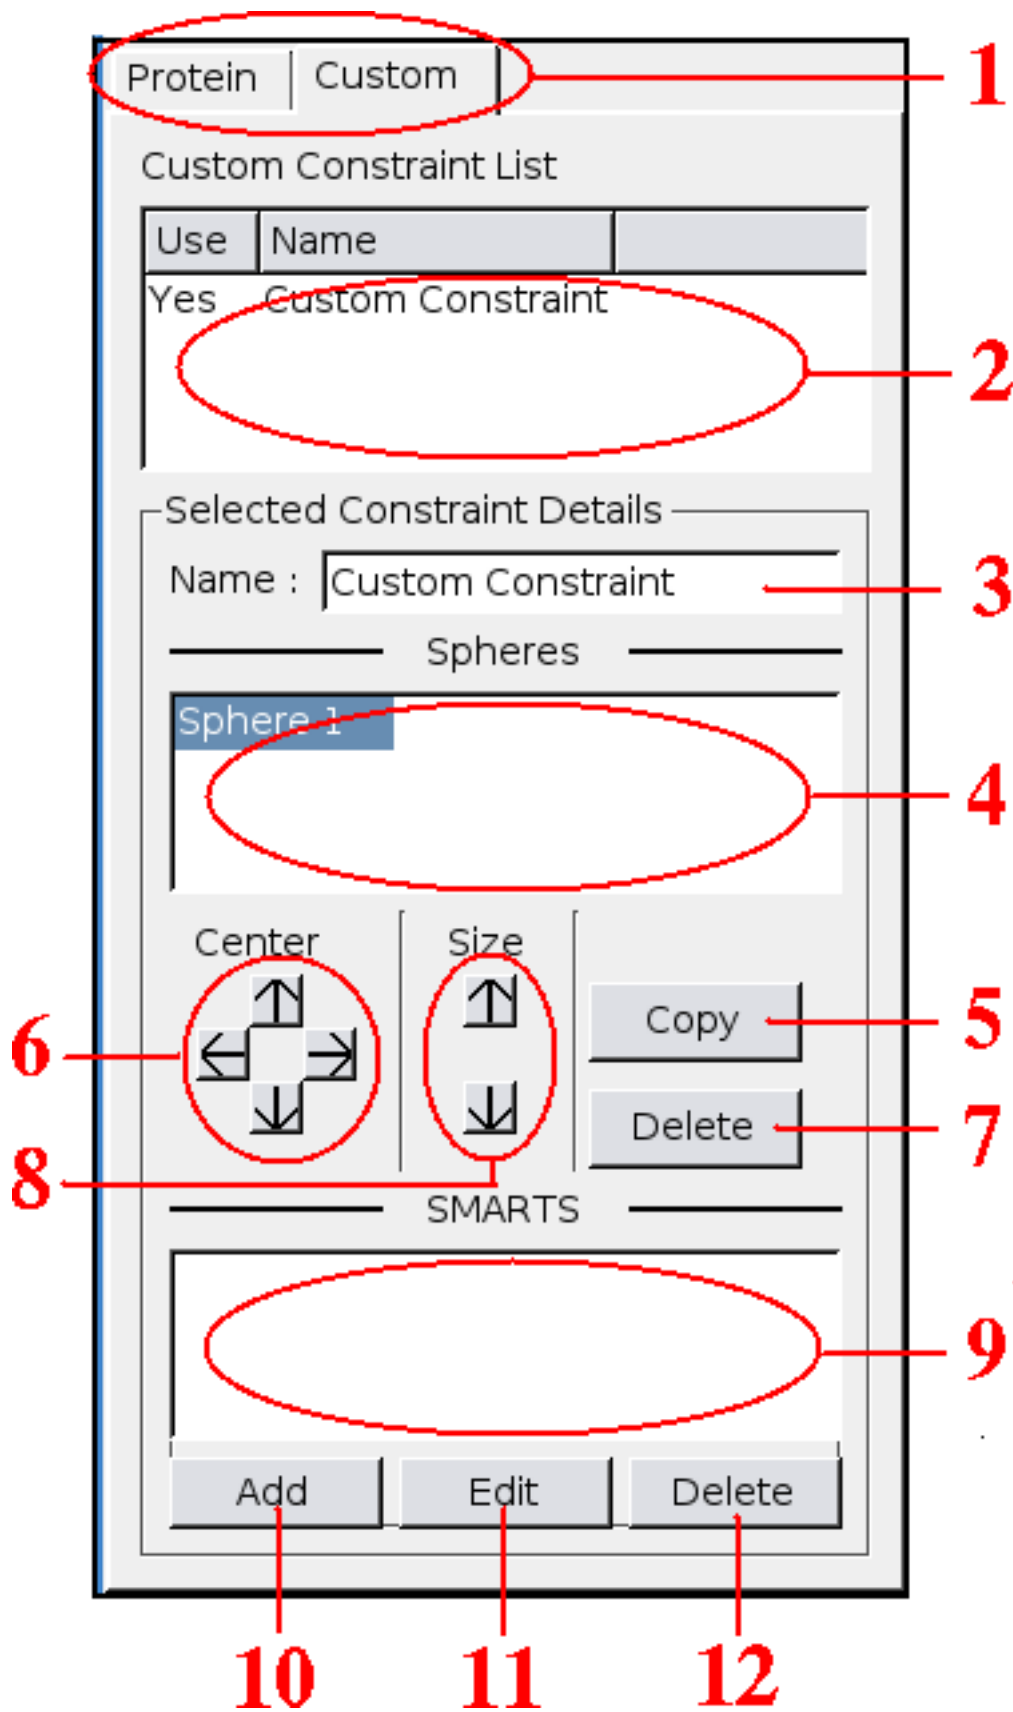 Protein Custom 1
Custom Constraint List
Use Name
Yes Custom Constraint
2
Selected Constraint Details
Name : Custom Constraint 3
Spheres
Sphere 1
4
Center Size
6 Copy 5
Delete 7
8
SMARTS
9
Add Edit Delete
10 11 12